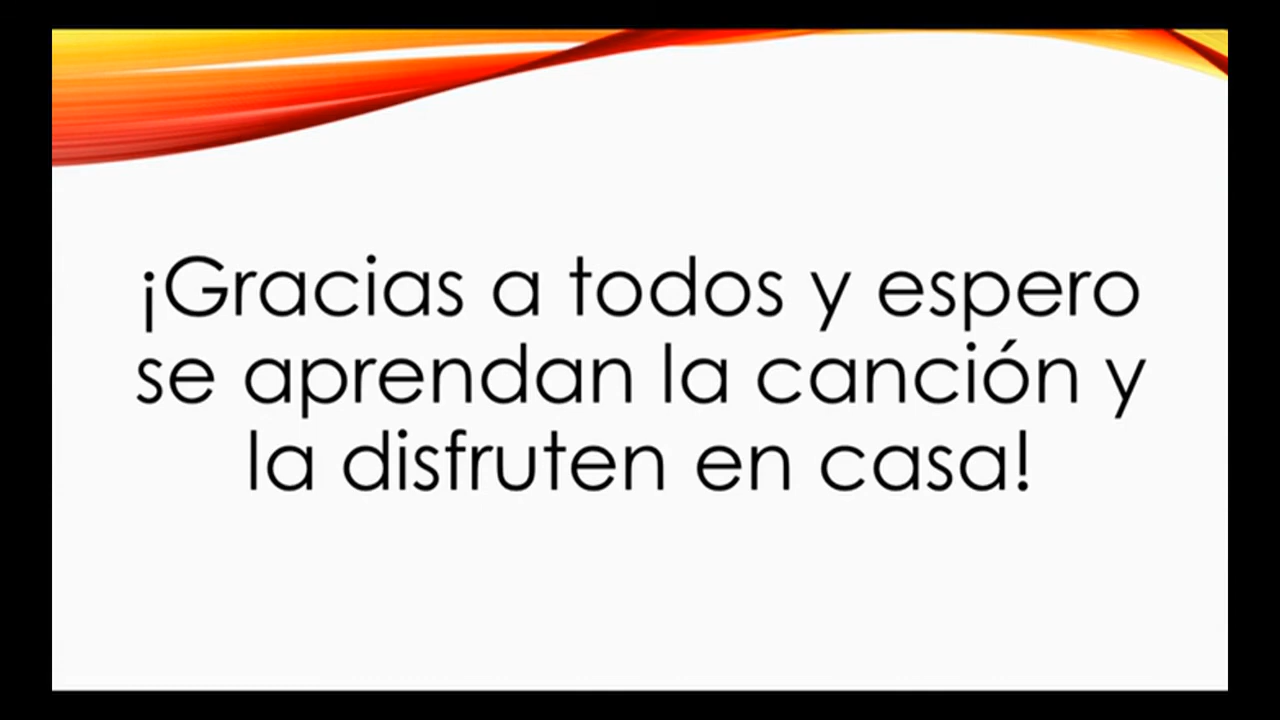 ¡Gracias a todos y espero
se aprendan la canción y
la disfruten en casa!